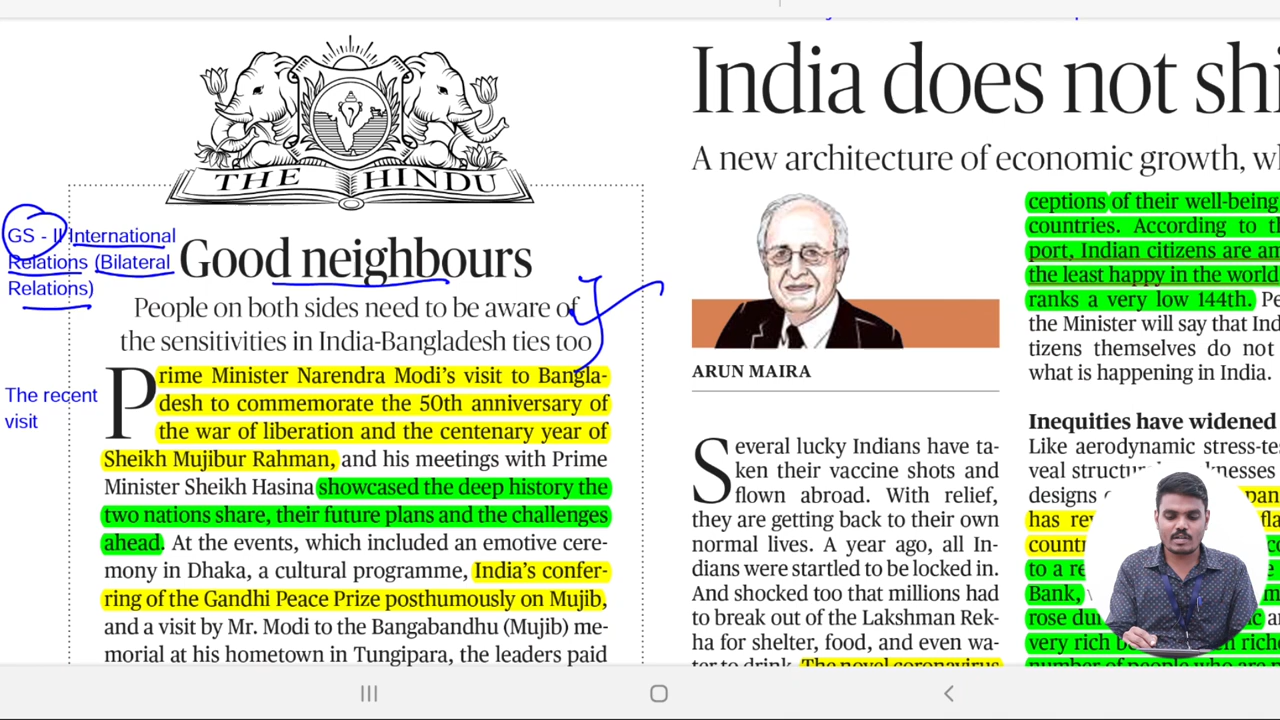 THE HINDU
GS - II International
Relations (Bilateral
Relations)
Good neighbours
People on both sides need to be aware of
the sensitivities in India-Bangladesh ties too
The recent
visit
Prime Minister Narendra Modi’s visit to Bangla-
desh to commemorate the 50th anniversary of
the war of liberation and the centenary year of
Sheikh Mujibur Rahman, and his meetings with Prime
Minister Sheikh Hasina showcased the deep history the
two nations share, their future plans and the challenges
ahead. At the events, which included an emotive cere-
mony in Dhaka, a cultural programme, India’s confer-
ring of the Gandhi Peace Prize posthumously on Mujib,
and a visit by Mr. Modi to the Bangabandhu (Mujib) me-
morial at his hometown in Tungipara, the leaders paid
India does not shi
A new architecture of economic growth, wh
ARUN MAIRA
Several lucky Indians have ta-
ken their vaccine shots and
flown abroad. With relief,
they are getting back to their own
normal lives. A year ago, all In-
dians were startled to be locked in.
And shocked too that millions had
to break out of the Lakshman Rek-
ha for shelter, food, and even wa-
ter to drink. The novel coronavirus
ceptions of their well-being
countries. According to th
port, Indian citizens are am
the least happy in the world
ranks a very low 144th. Pe
the Minister will say that Ind
tizens themselves do not
what is happening in India.
Inequities have widened
Like aerodynamic stress-te
veal
designs
has
to a re
Bank,
rose
very rich
number of people who are